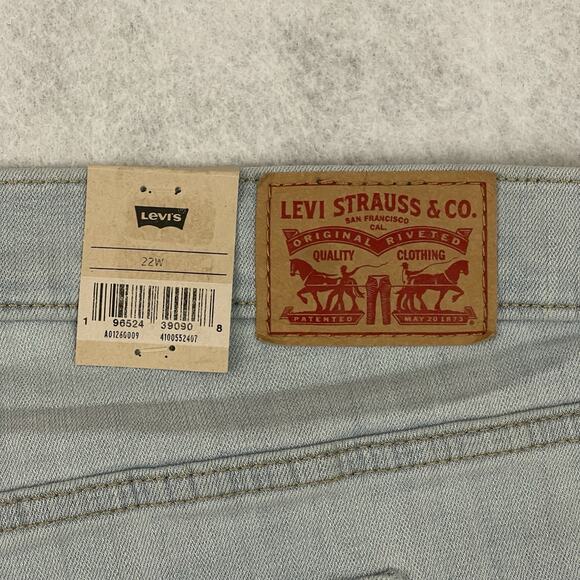 LEVI'S
22W
1 96524 39090 8
A01260009 4100552407
LEVI STRAUSS & CO.
SAN FRANCISCO
CAL.
ORIGINAL RIVETED
QUALITY CLOTHING
PATENTED MAY 20 1873